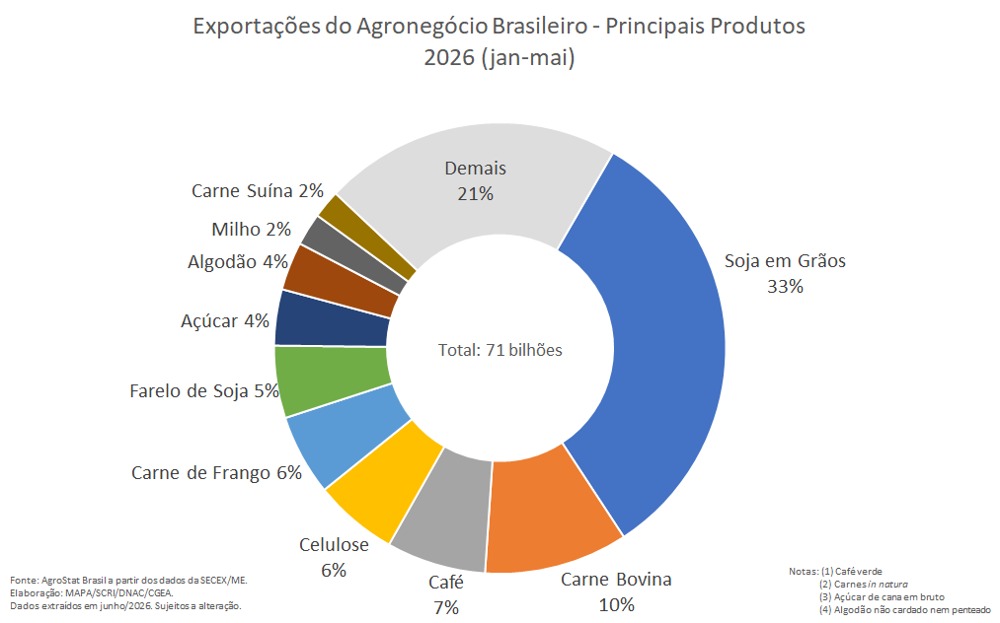 Exportações do Agronegócio Brasileiro - Principais Produtos
2026 (jan-mai)
Demais
21%
Carne Suína 2%
Milho 2%
Algodão 4%
Açúcar 4%
Farelo de Soja 5%
Carne de Frango 6%
Celulose
6%
Café
7%
Carne Bovina
10%
Soja em Grãos
33%
Total: 71 bilhões
Fonte: AgroStat Brasil a partir dos dados da SECEX/ME.
Elaboração: MAPA/SCRI/DNAC/CGEA.
Dados extraídos em junho/2026. Sujeitos a alteração.
Notas: (1) Café verde
(2) Carnes in natura
(3) Açúcar de cana em bruto
(4) Algodão não cardado nem penteado